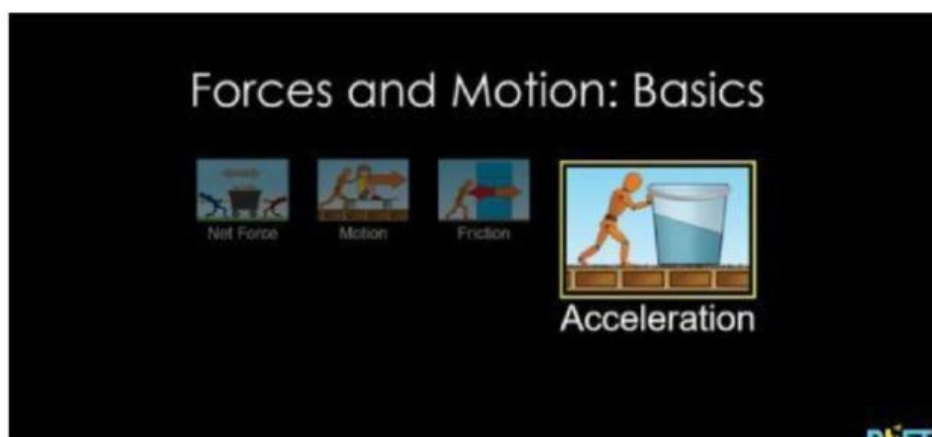 Forces and Motion: Basics
Net Force
Motion
Friction
Acceleration